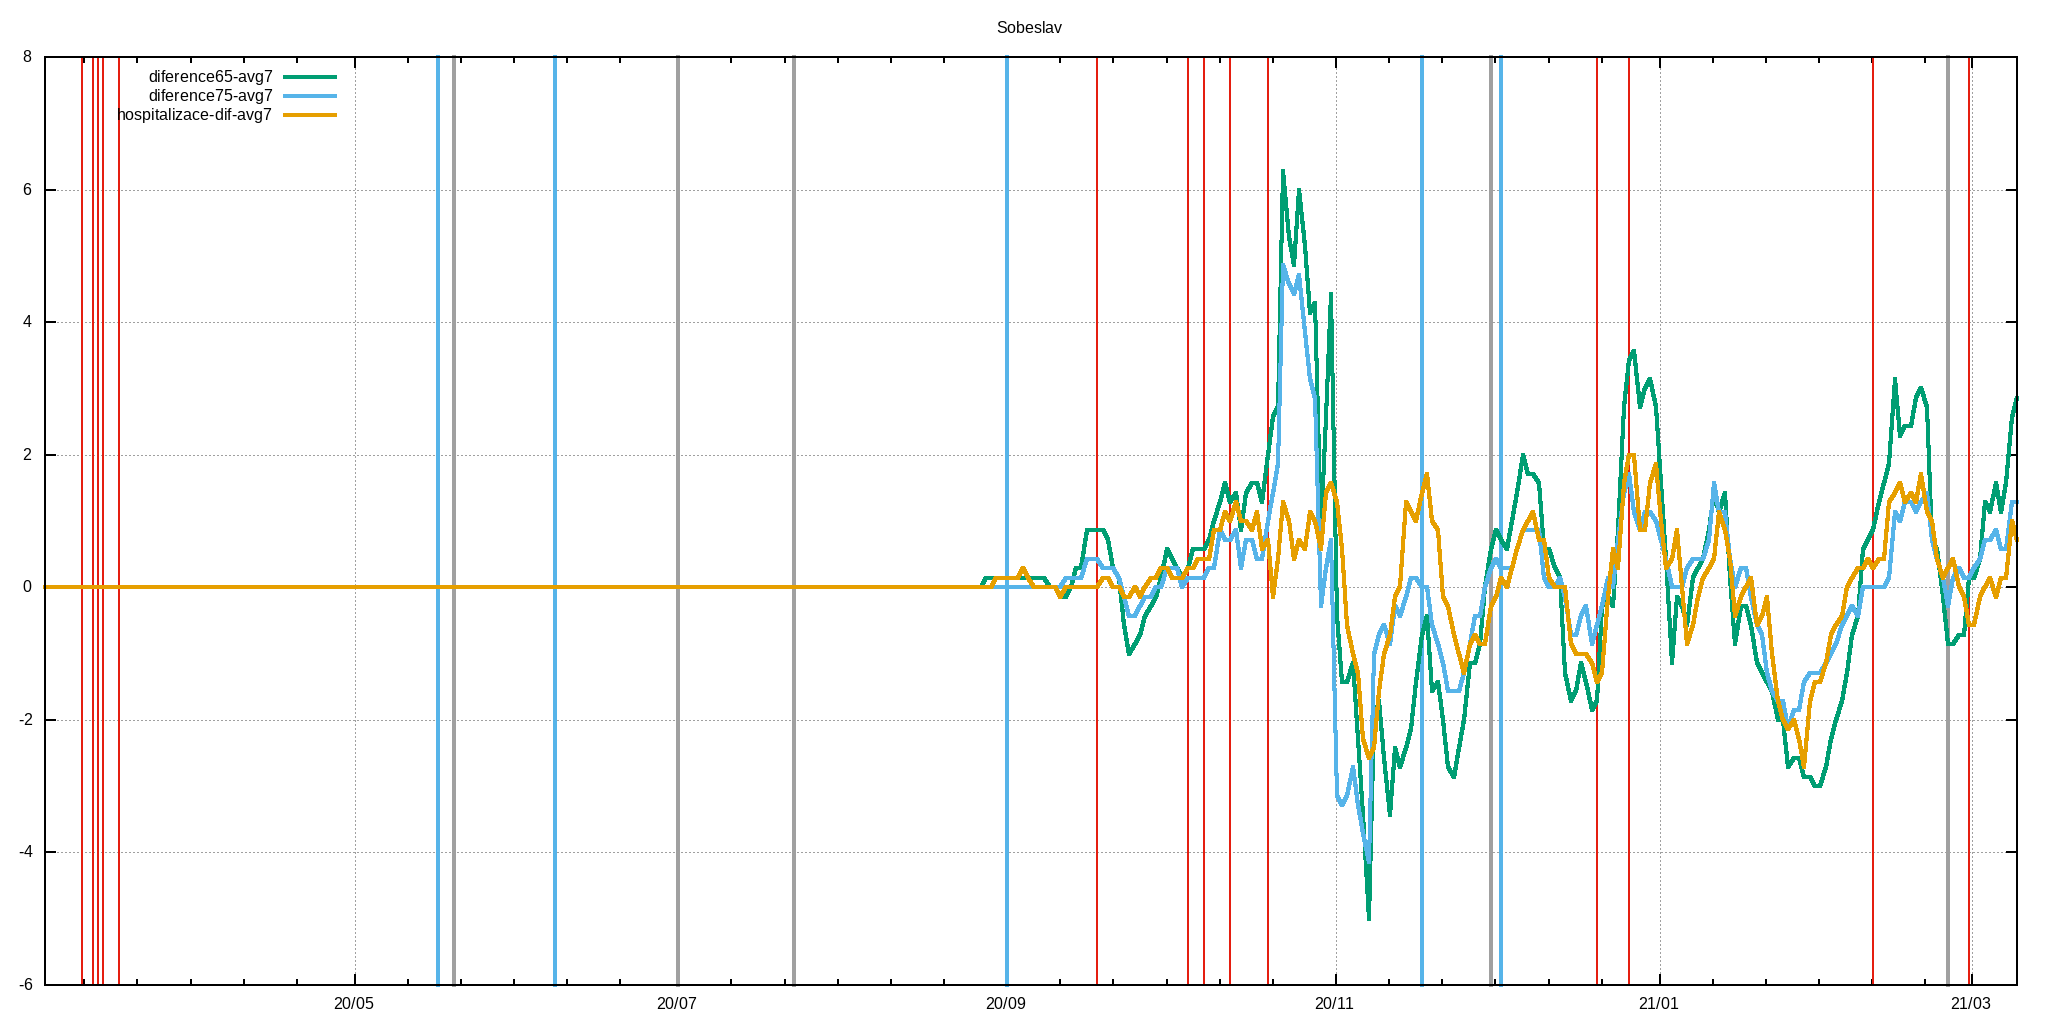 Sobeslav
8
diference65-avg7
diference75-avg7
hospitalizace-dif-avg7
6
4
2
0
-2
-4
-6
20/05 20/07 20/09 20/11 21/01 21/03